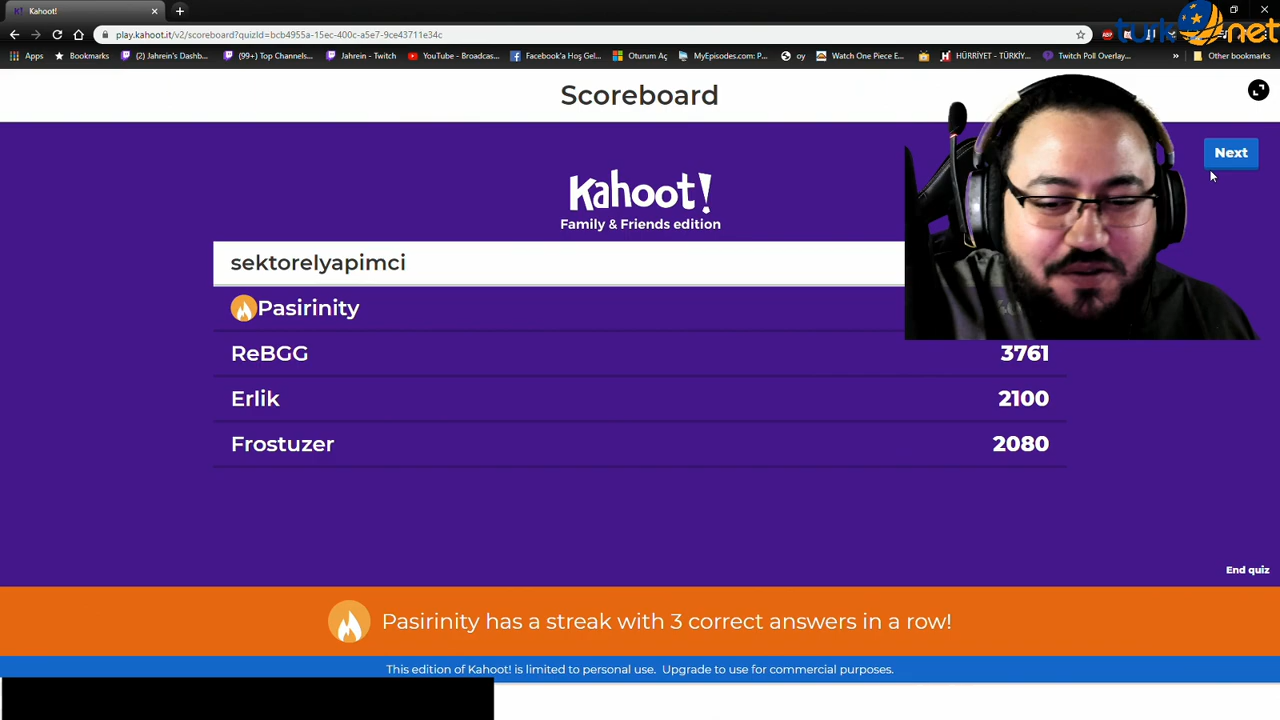 Kahoot!
play.kahoot.it/v2/scoreboard?quizId=bcb4955a-15ec-400c-a5e7-9ce43711e34c
turk net
Apps
Bookmarks
(2) Jahrein's Dashb...
(99+) Top Channels...
Jahrein - Twitch
YouTube - Broadcas...
Facebook'a Hoş Gel...
Oturum Aç
MyEpisodes.com: P...
oy
Watch One Piece E...
HÜRRİYET - TÜRKİY...
Twitch Poll Overlay...
»
Other bookmarks
Scoreboard
Next
Kahoot!
Family & Friends edition
sektorelyapimci
Pasirinity
ReBGG 3761
Erlik 2100
Frostuzer 2080
End quiz
Pasirinity has a streak with 3 correct answers in a row!
This edition of Kahoot! is limited to personal use. Upgrade to use for commercial purposes.